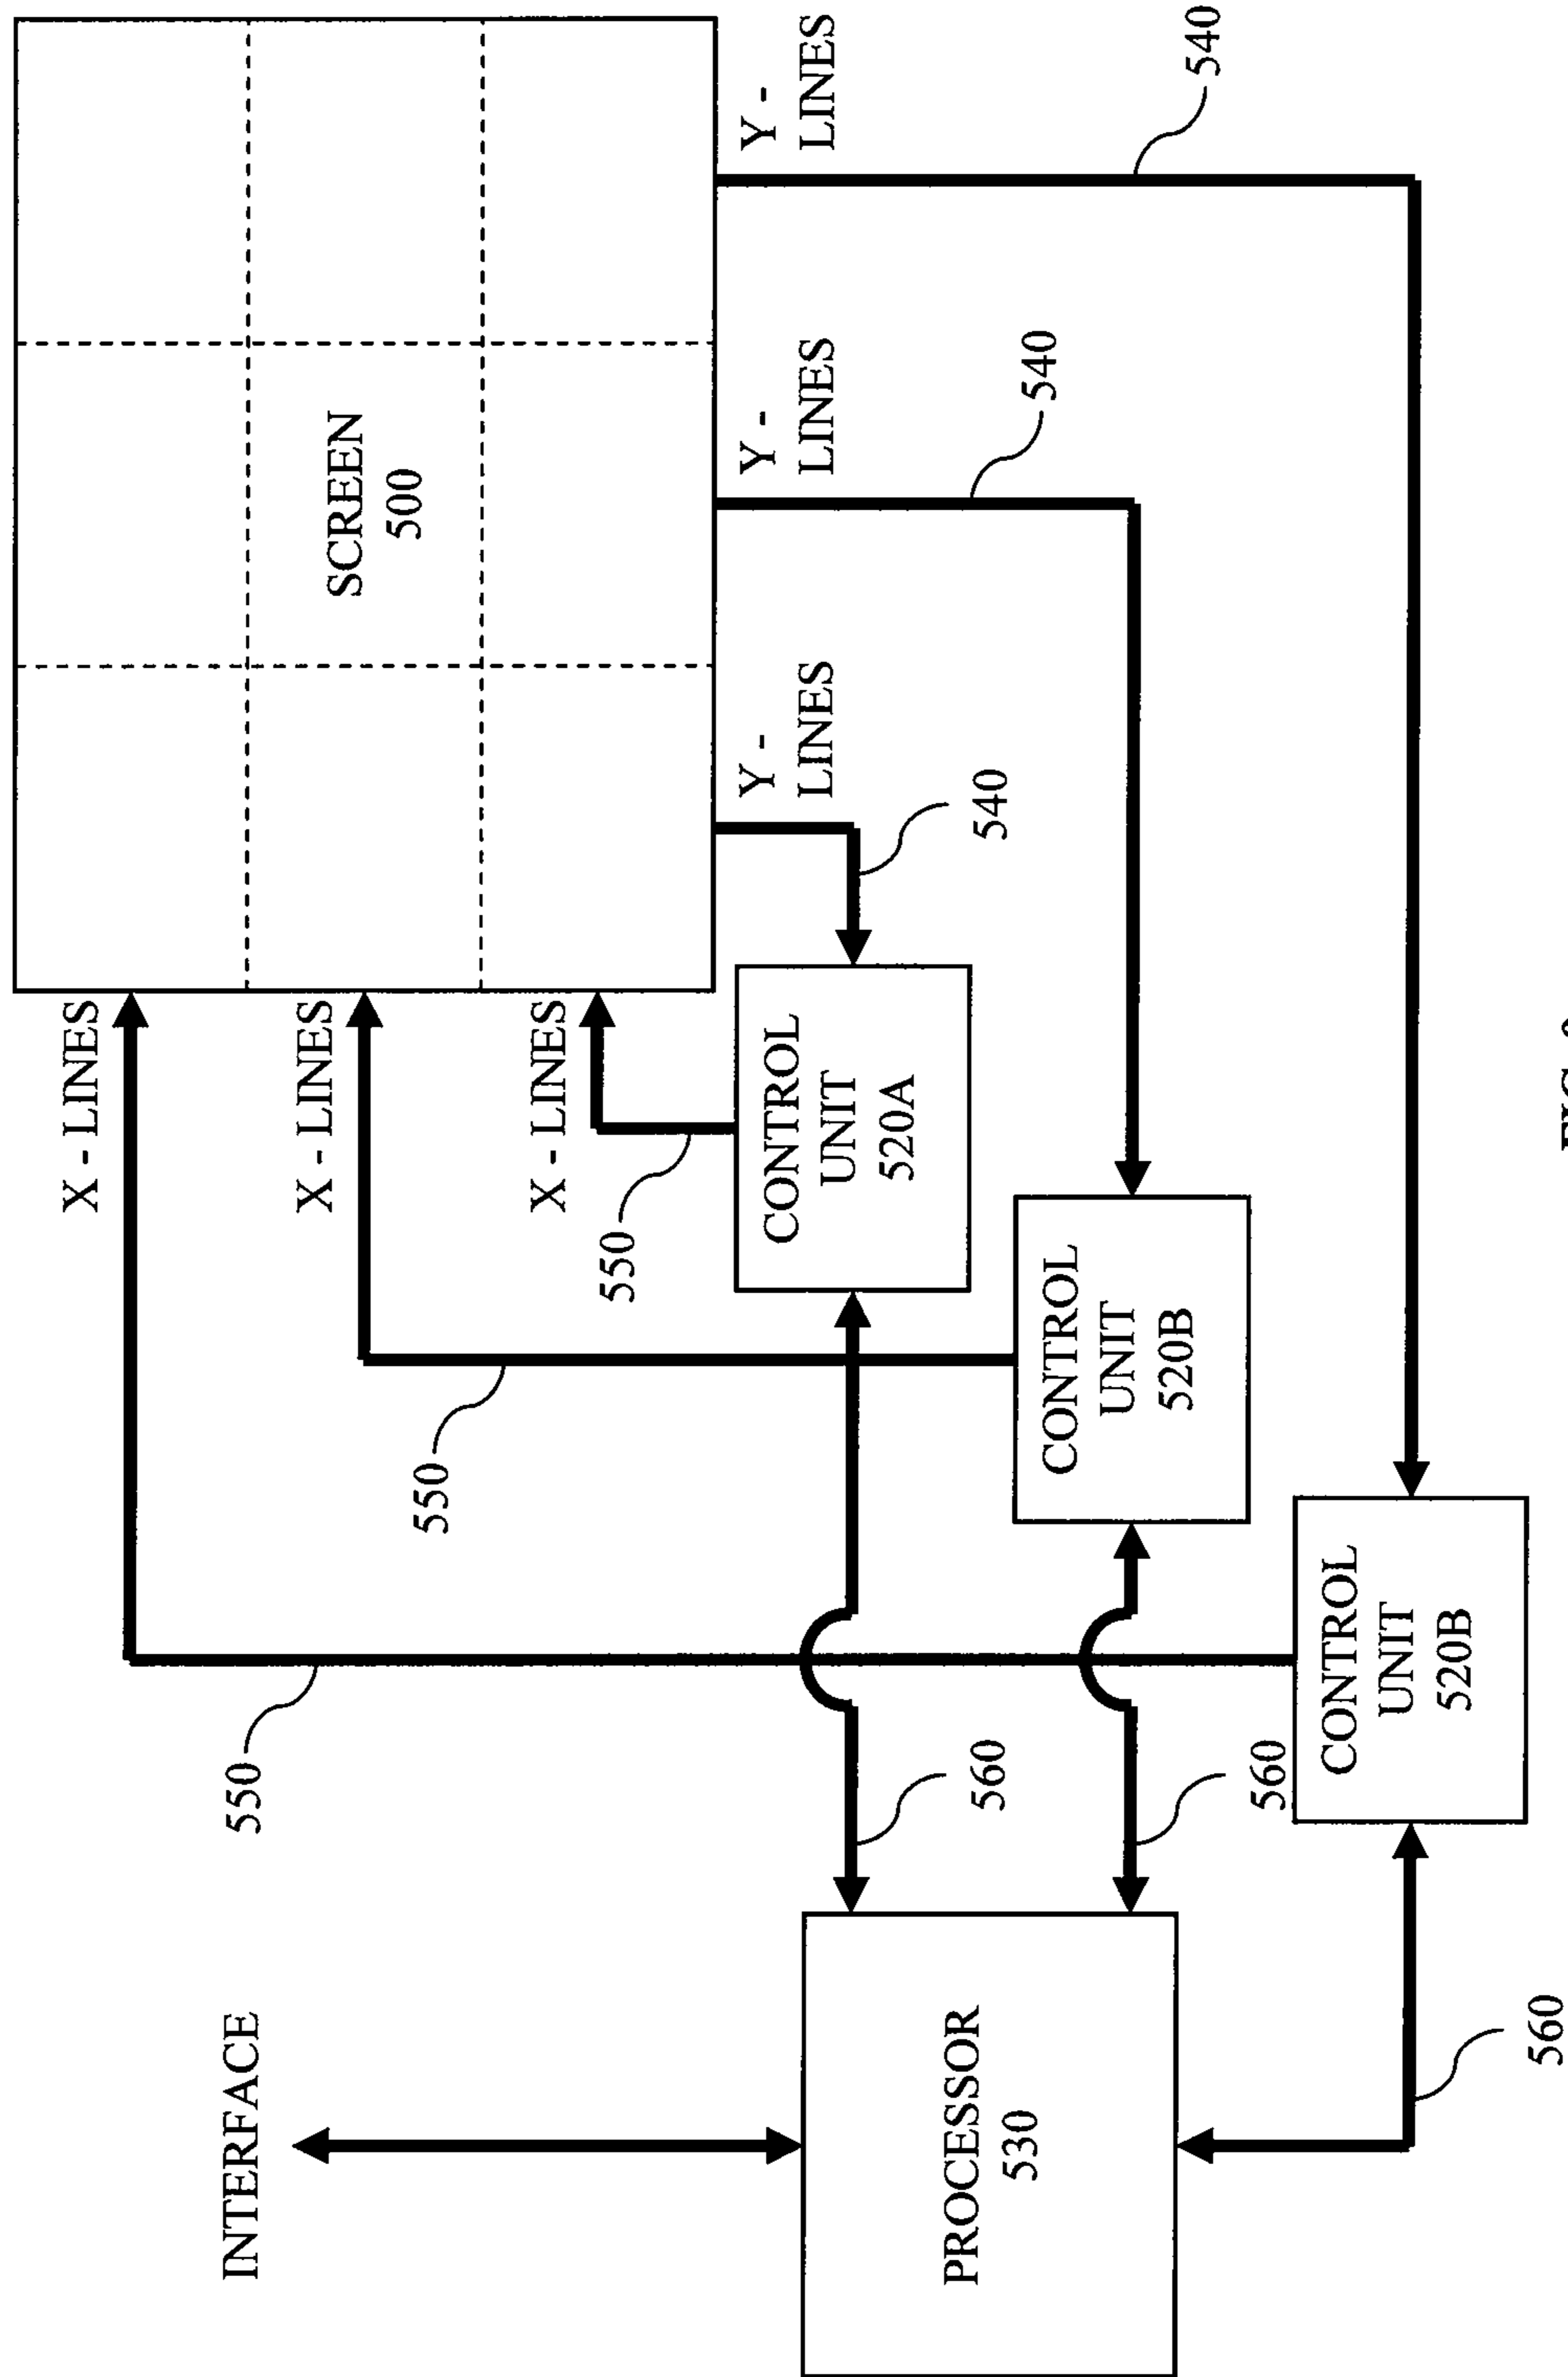 X - LINES
INTERFACE
550
X - LINES
SCREEN
500
550
X - LINES
550
Y -
LINES
Y -
LINES
Y -
LINES
CONTROL
UNIT
520A
PROCESSOR
530
560
540
540
CONTROL
UNIT
520B
540
560
CONTROL
UNIT
520B
560
FIG.